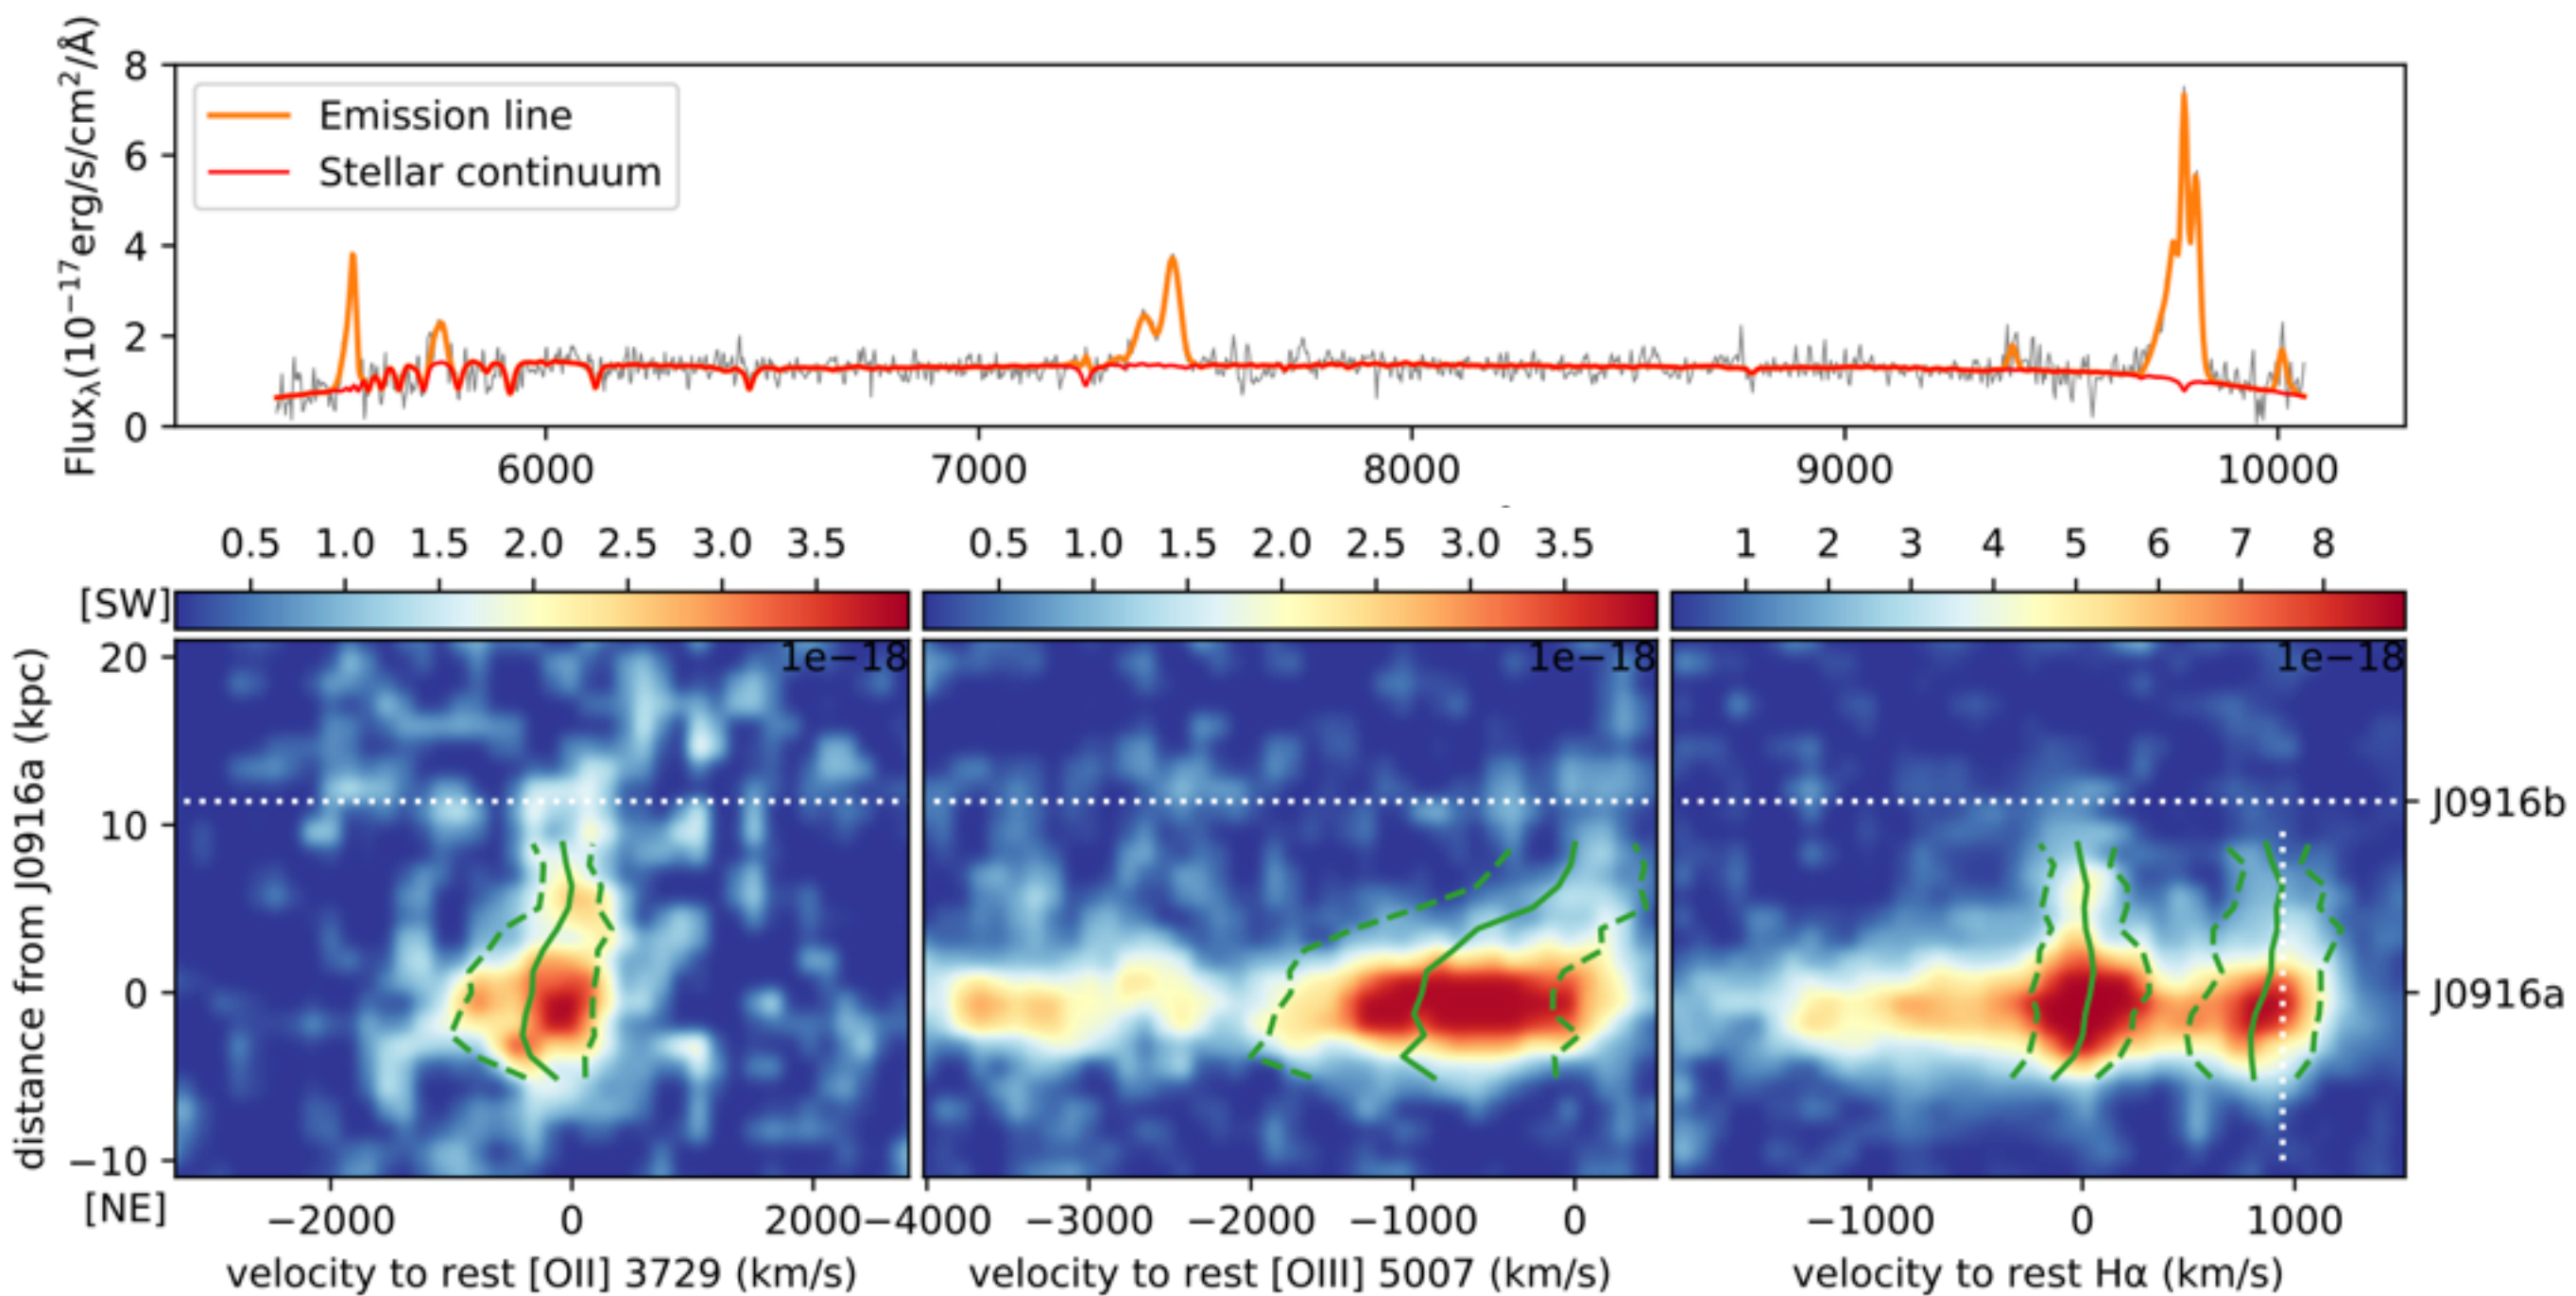 Flux_λ(10⁻¹⁷erg/s/cm²/Å)
8
6
4
2
0
Emission line
Stellar continuum
6000 7000 8000 9000 10000
0.5 1.0 1.5 2.0 2.5 3.0 3.5
0.5 1.0 1.5 2.0 2.5 3.0 3.5
1 2 3 4 5 6 7 8
[SW]
distance from J0916a (kpc)
20
10
0
−10
[NE]
1e−18
1e−18
1e−18
J0916b
J0916a
−2000 0 2000
−4000 −3000 −2000 −1000 0
−1000 0 1000
velocity to rest [OII] 3729 (km/s)
velocity to rest [OIII] 5007 (km/s)
velocity to rest Hα (km/s)